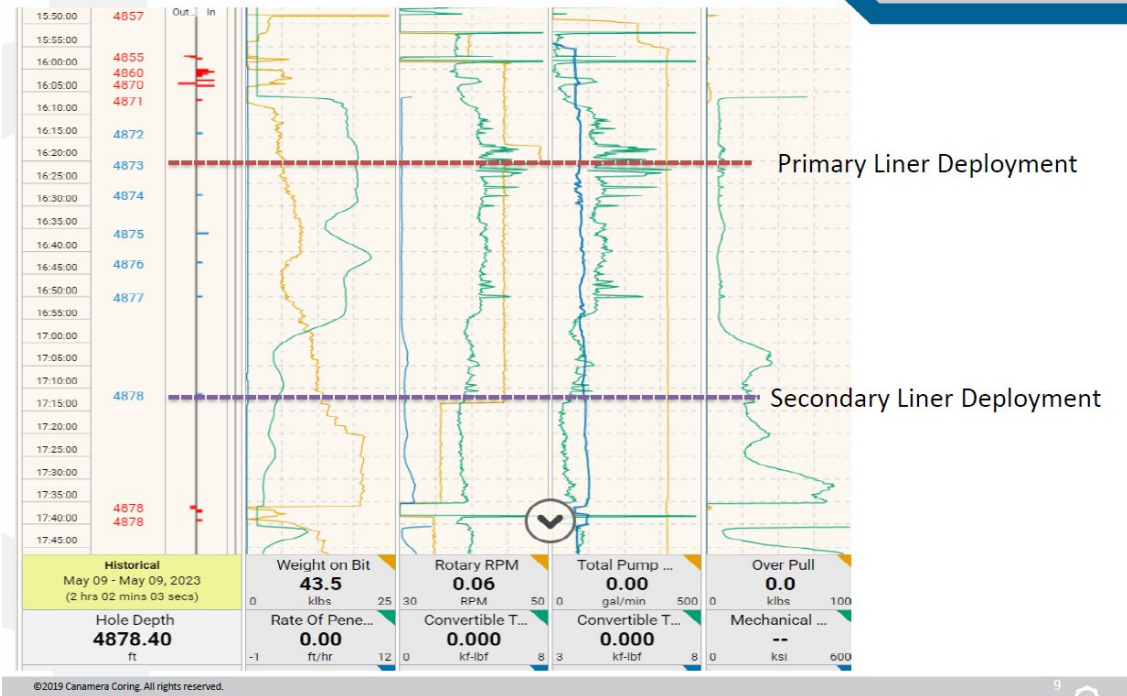 Out... In
15:50:00 4857
15:55:00
16:00:00 4855
4860
16:05:00 4870
16:10:00 4871
16:15:00 4872
16:20:00 4873
16:25:00
16:30:00 4874
16:35:00 4875
16:40:00
16:45:00 4876
16:50:00 4877
16:55:00
17:00:00
17:05:00
17:10:00
17:15:00 4878
17:20:00
17:25:00
17:30:00
17:35:00 4878
17:40:00 4878
17:45:00
Primary Liner Deployment
Secondary Liner Deployment
Historical
May 09 - May 09, 2023
(2 hrs 02 mins 03 secs)
Hole Depth
4878.40
ft
Weight on Bit
43.5
0 klbs 25
Rate Of Pene...
0.00
-1 ft/hr 12
Rotary RPM
0.06
30 RPM 50
Convertible T...
0.000
0 kf-lbf 8
Total Pump ...
0.00
0 gal/min 500
Convertible T...
0.000
3 kf-lbf 8
Over Pull
0.0
0 klbs 100
Mechanical ...
--
0 ksi 600
©2019 Canamera Coring. All rights reserved.
9